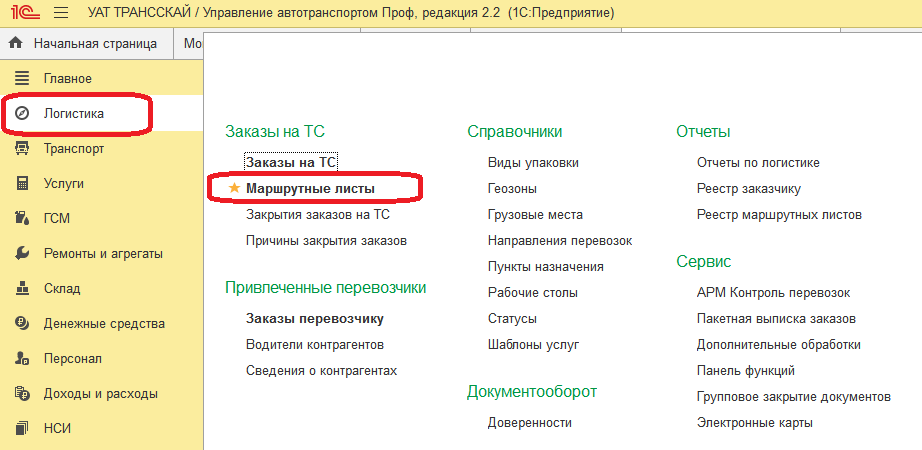 1С УАТ ТРАНССКАЙ / Управление автотранспортом Проф, редакция 2.2 (1С:Предприятие)
Начальная страница
Мо
Главное
Логистика
Транспорт
Услуги
ГСМ
Ремонты и агрегаты
Склад
Денежные средства
Персонал
Доходы и расходы
НСИ
Заказы на ТС
Заказы на ТС
Маршрутные листы
Закрытия заказов на ТС
Причины закрытия заказов
Привлеченные перевозчики
Заказы перевозчику
Водители контрагентов
Сведения о контрагентах
Справочники
Виды упаковки
Геозоны
Грузовые места
Направления перевозок
Пункты назначения
Рабочие столы
Статусы
Шаблоны услуг
Документооборот
Доверенности
Отчеты
Отчеты по логистике
Реестр заказчику
Реестр маршрутных листов
Сервис
АРМ Контроль перевозок
Пакетная выписка заказов
Дополнительные обработки
Панель функций
Групповое закрытие документов
Электронные карты